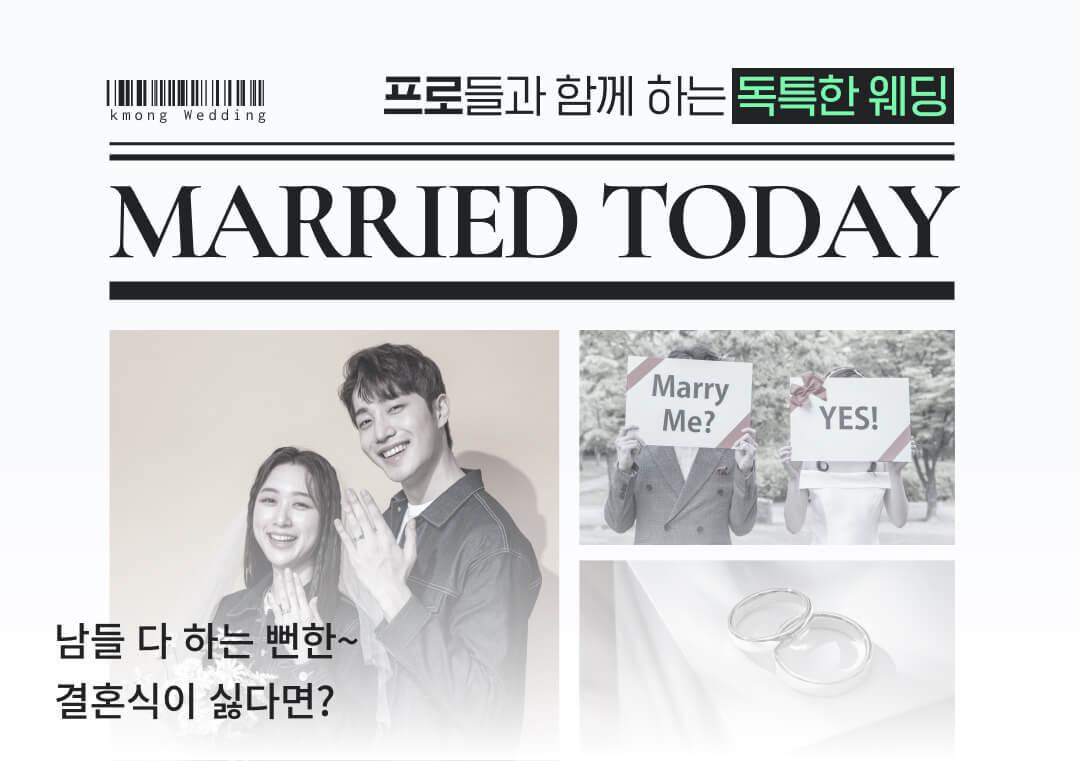 kmong Wedding
프로들과 함께 하는 독특한 웨딩
MARRIED TODAY
Marry
Me?
YES!
남들 다 하는 뻔한~
결혼식이 싫다면?